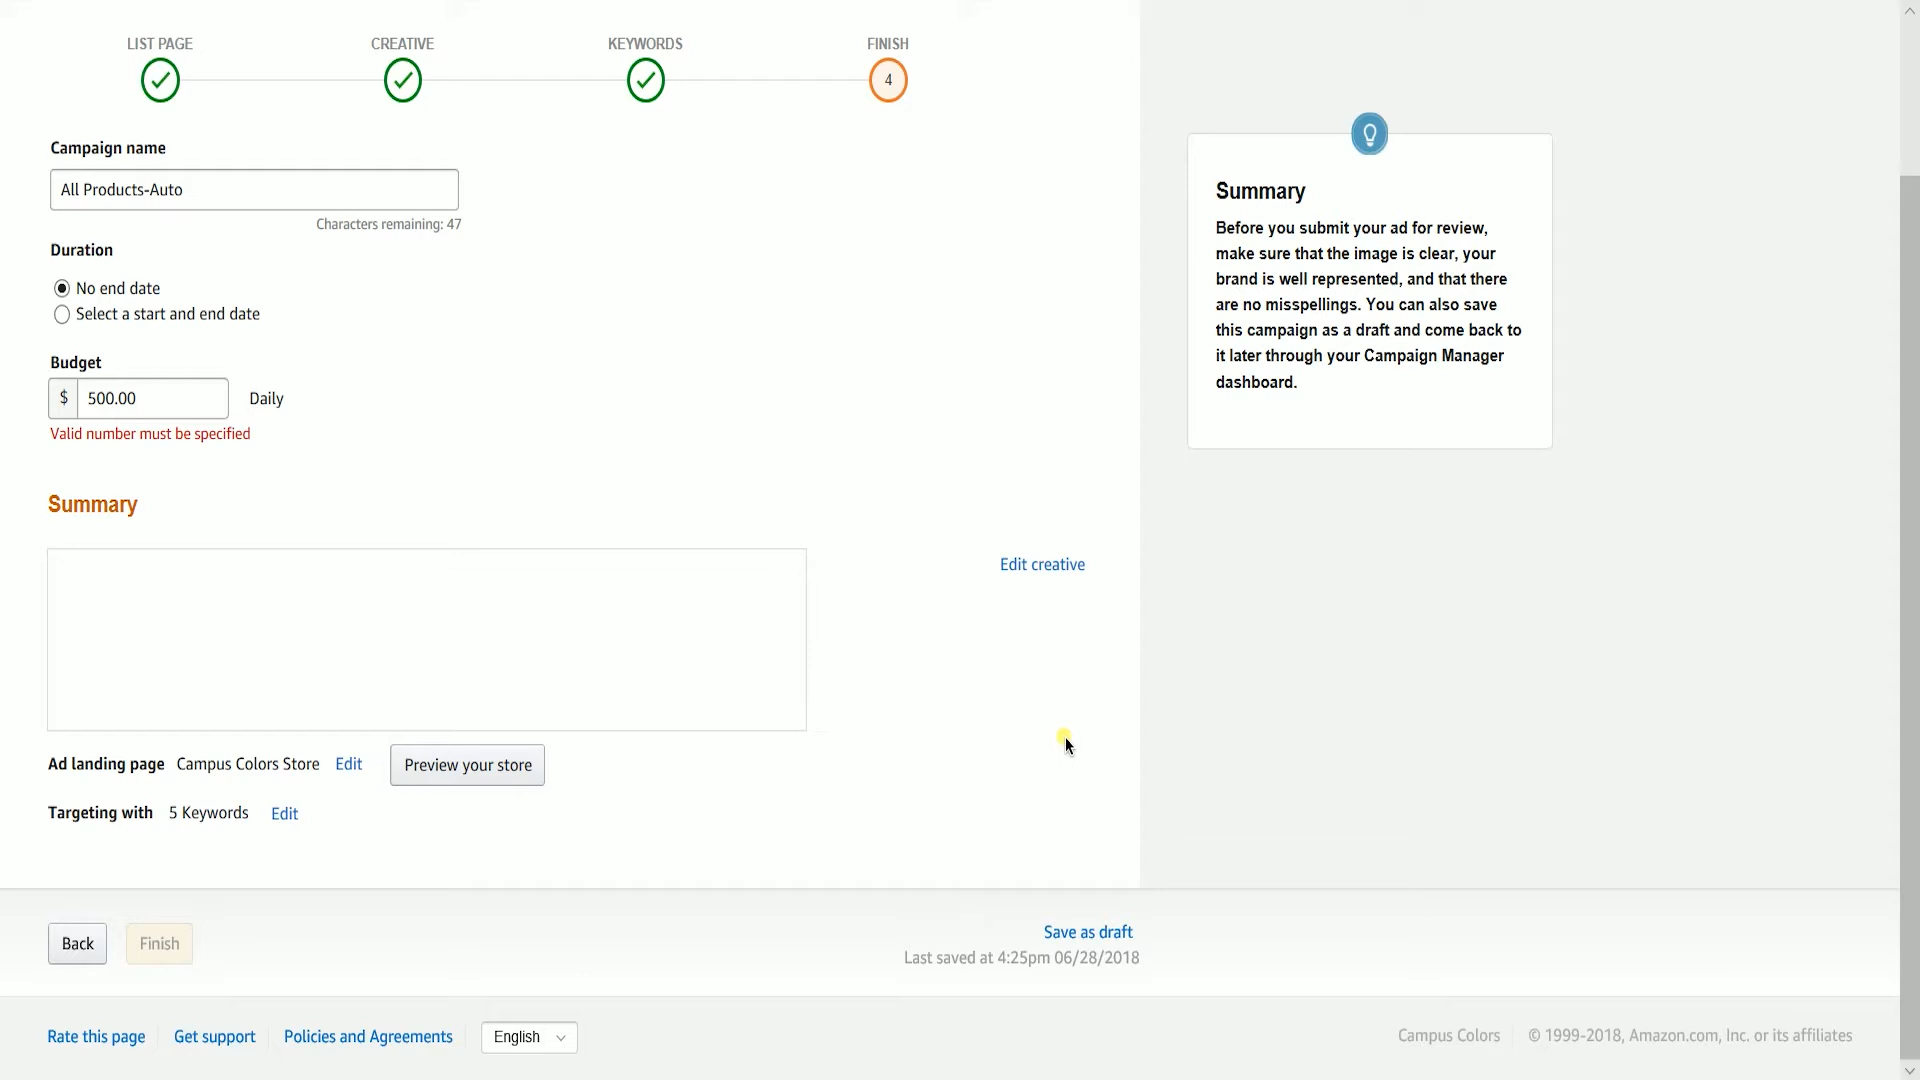 LIST PAGE
CREATIVE
KEYWORDS
FINISH
4
Campaign name
All Products-Auto
Characters remaining: 47
Duration
No end date
Select a start and end date
Budget
$ 500.00 Daily
Valid number must be specified
Summary
Edit creative
Ad landing page Campus Colors Store Edit Preview your store
Targeting with 5 Keywords Edit
Summary
Before you submit your ad for review,
make sure that the image is clear, your
brand is well represented, and that there
are no misspellings. You can also save
this campaign as a draft and come back to
it later through your Campaign Manager
dashboard.
Back Finish
Save as draft
Last saved at 4:25pm 06/28/2018
Rate this page Get support Policies and Agreements English
Campus Colors © 1999-2018, Amazon.com, Inc. or its affiliates